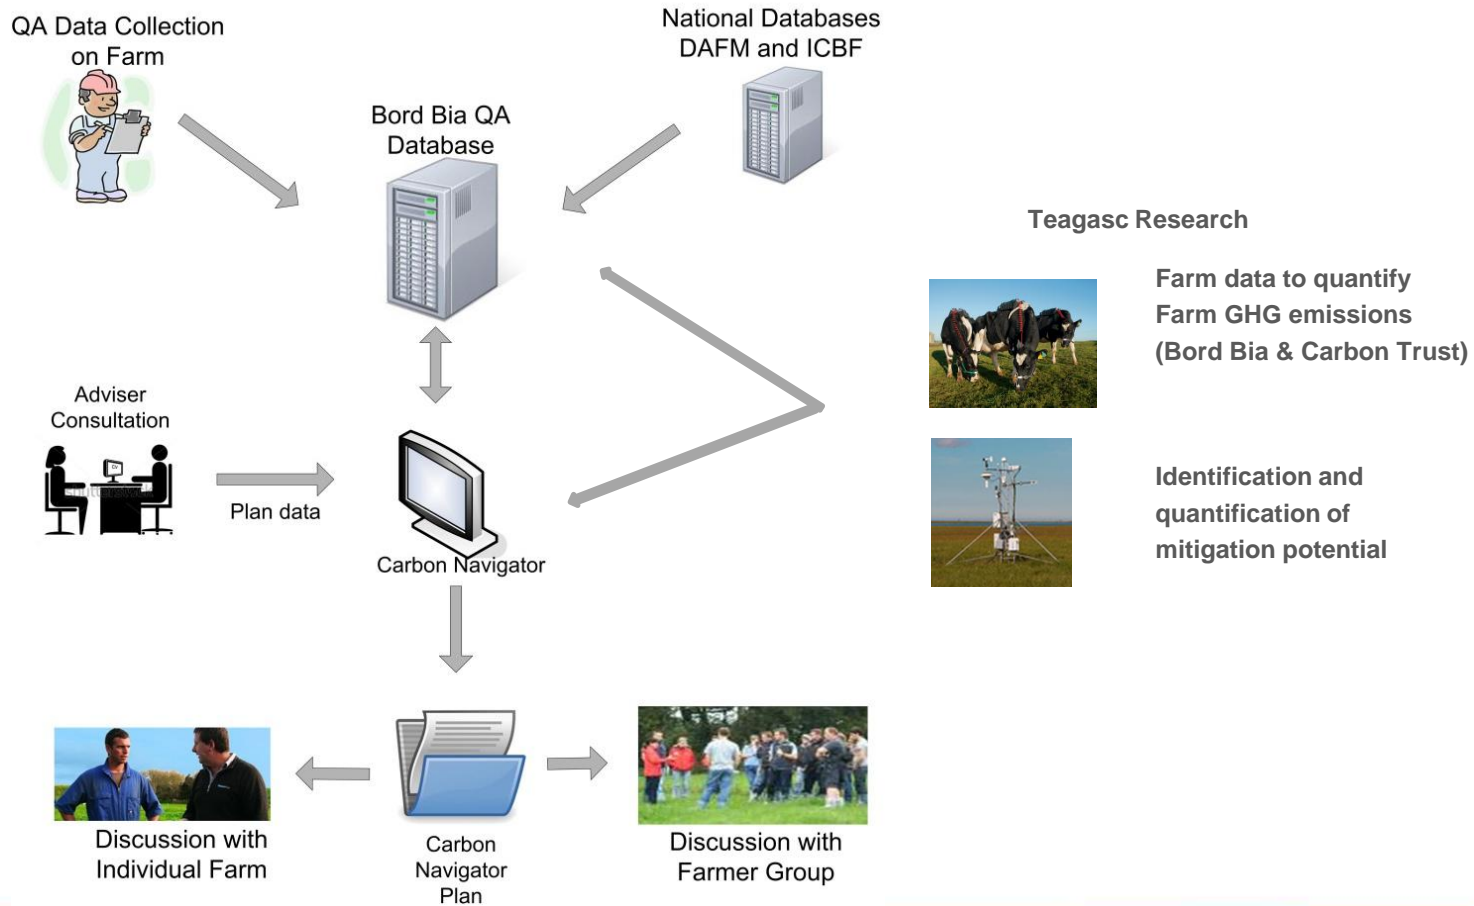 QA Data Collection
on Farm
National Databases
DAFM and ICBF
Bord Bia QA
Database
Teagasc Research
Farm data to quantify
Farm GHG emissions
(Bord Bia & Carbon Trust)
Adviser
Consultation
CV
Plan data
Carbon Navigator
Identification and
quantification of
mitigation potential
Discussion with
Individual Farm
Carbon
Navigator
Plan
Discussion with
Farmer Group